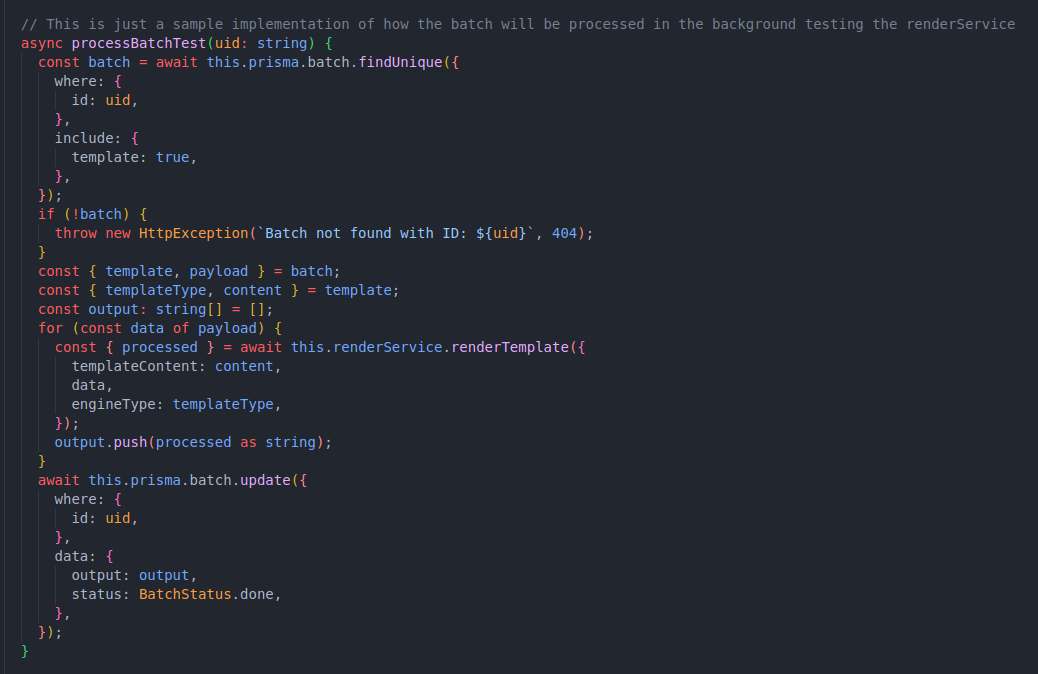 // This is just a sample implementation of how the batch will be processed in the background testing the renderService
async processBatchTest(uid: string) {
  const batch = await this.prisma.batch.findUnique({
    where: {
      id: uid,
    },
    include: {
      template: true,
    },
  });
  if (!batch) {
    throw new HttpException(`Batch not found with ID: ${uid}`, 404);
  }
  const { template, payload } = batch;
  const { templateType, content } = template;
  const output: string[] = [];
  for (const data of payload) {
    const { processed } = await this.renderService.renderTemplate({
      templateContent: content,
      data,
      engineType: templateType,
    });
    output.push(processed as string);
  }
  await this.prisma.batch.update({
    where: {
      id: uid,
    },
    data: {
      output: output,
      status: BatchStatus.done,
    },
  });
}